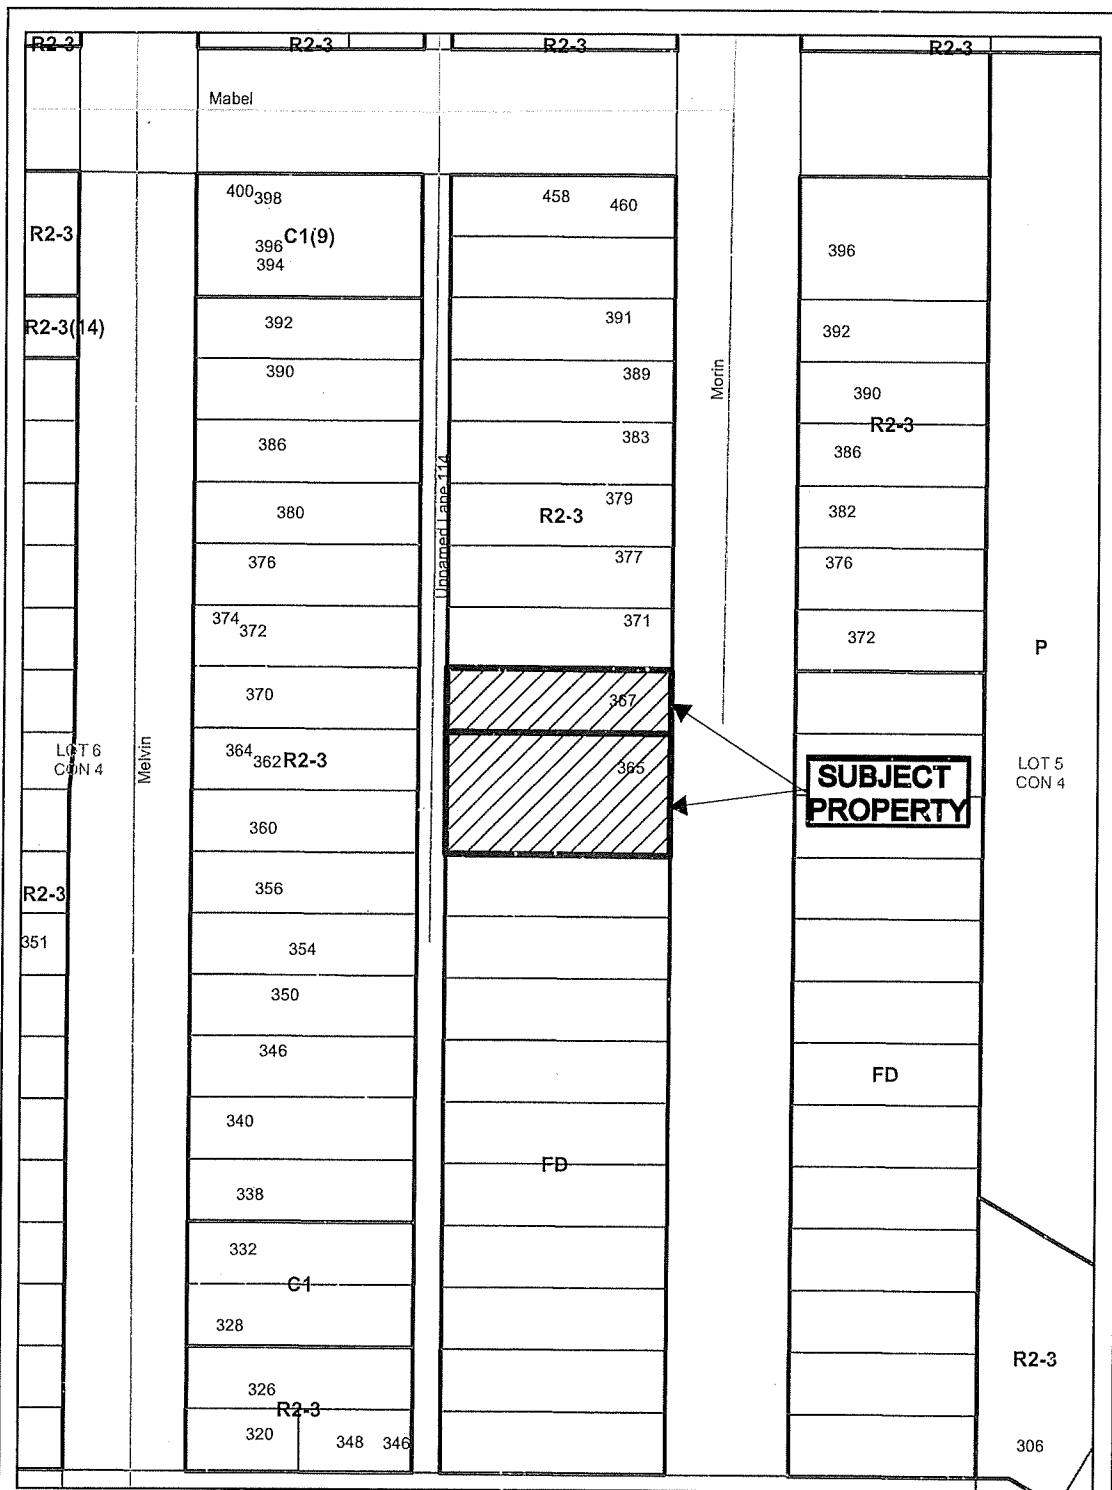 R2-3
R2-3
R2-3
R2-3
Mabel
R2-3
R2-3(14)
LOT 6
CON 4
R2-3
351
Melvin
400
398
C1(9)
396
394
392
390
386
380
376
374
372
370
364
362
R2-3
360
356
354
350
346
340
338
332
C1
328
326
R2-3
320
348
346
Unnamed Lane 114
458
460
391
389
383
379
R2-3
377
371
367
365
FD
Morin
396
392
390
R2-3
386
382
376
372
SUBJECT
PROPERTY
FD
P
LOT 5
CON 4
R2-3
306